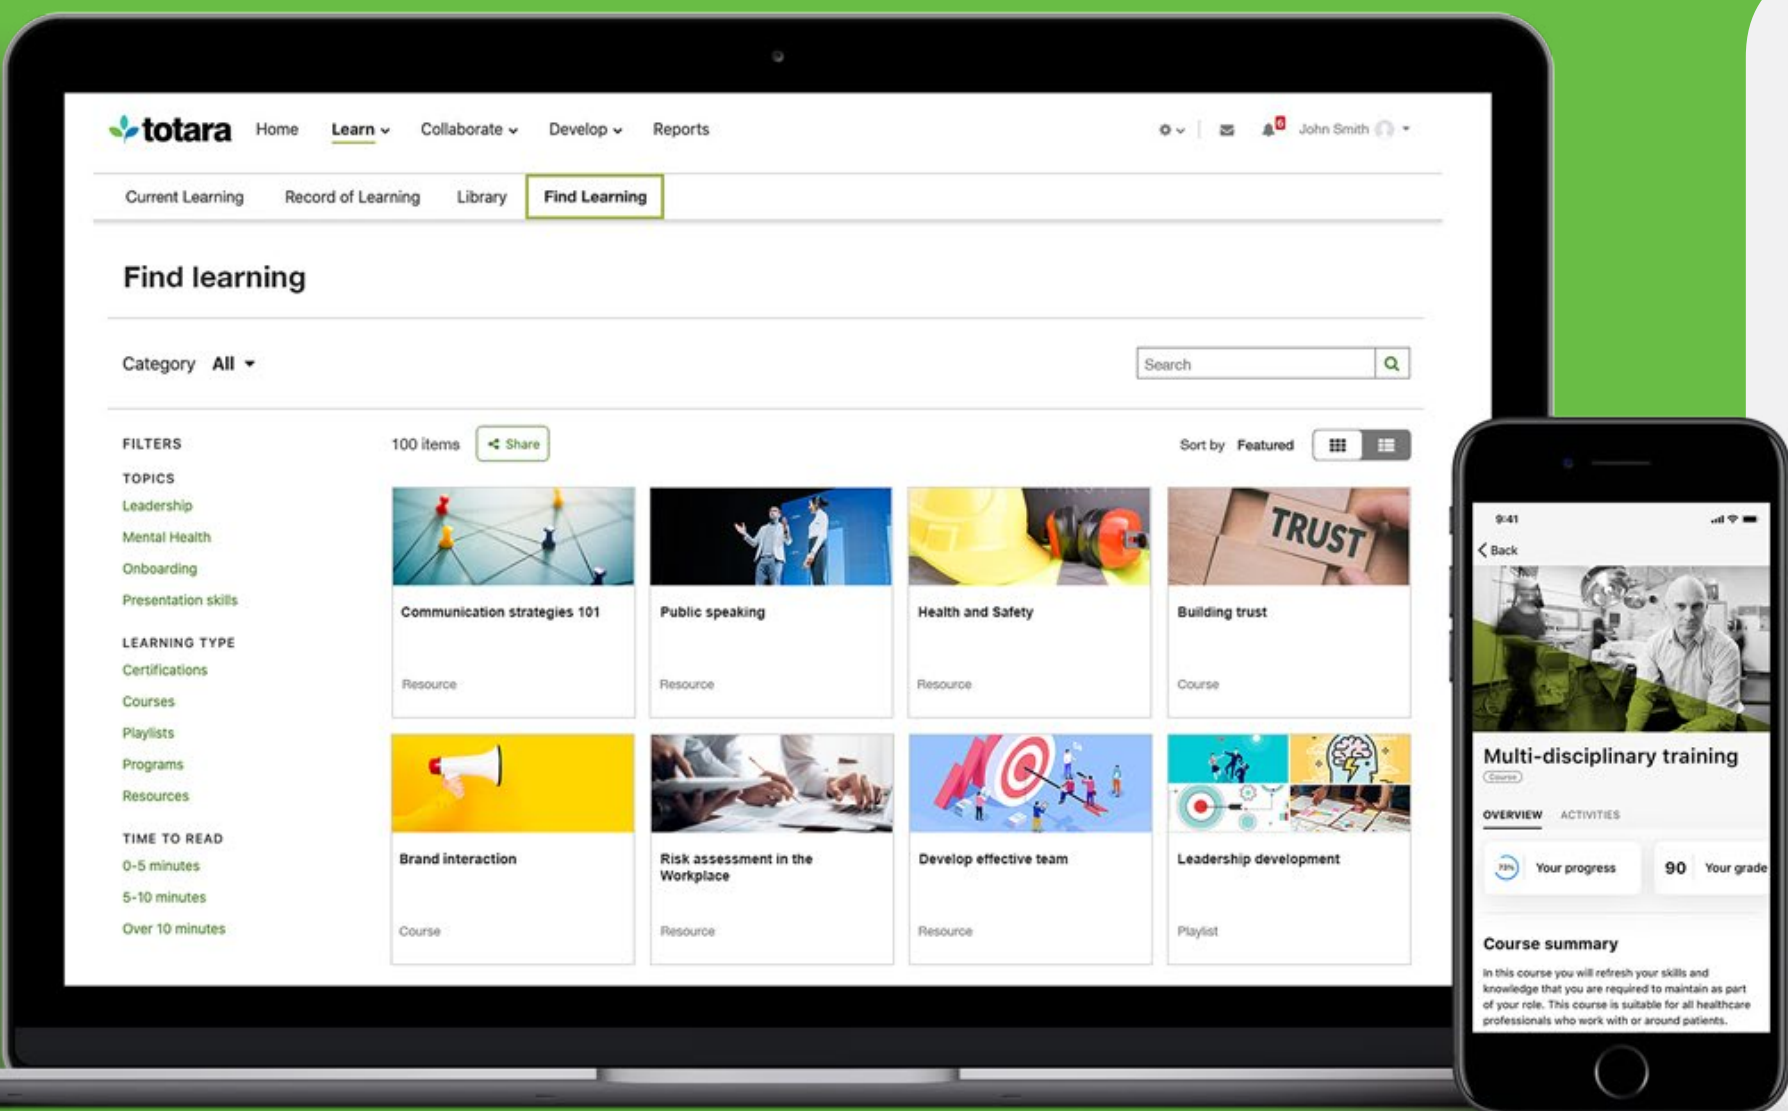 totara Home Learn Collaborate Develop Reports 6 John Smith
Current Learning Record of Learning Library Find Learning
Find learning
Category All Search
FILTERS
TOPICS
Leadership
Mental Health
Onboarding
Presentation skills
LEARNING TYPE
Certifications
Courses
Playlists
Programs
Resources
TIME TO READ
0-5 minutes
5-10 minutes
Over 10 minutes
100 items Share Sort by Featured
TRUST
Communication strategies 101
Resource
Public speaking
Resource
Health and Safety
Resource
Building trust
Course
Brand interaction
Course
Risk assessment in the
Workplace
Resource
Develop effective team
Resource
Leadership development
Playlist
9:41
Back
Multi-disciplinary training
Course
OVERVIEW ACTIVITIES
73% Your progress 90 Your grade
Course summary
In this course you will refresh your skills and
knowledge that you are required to maintain as part
of your role. This course is suitable for all healthcare
professionals who work with or around patients.